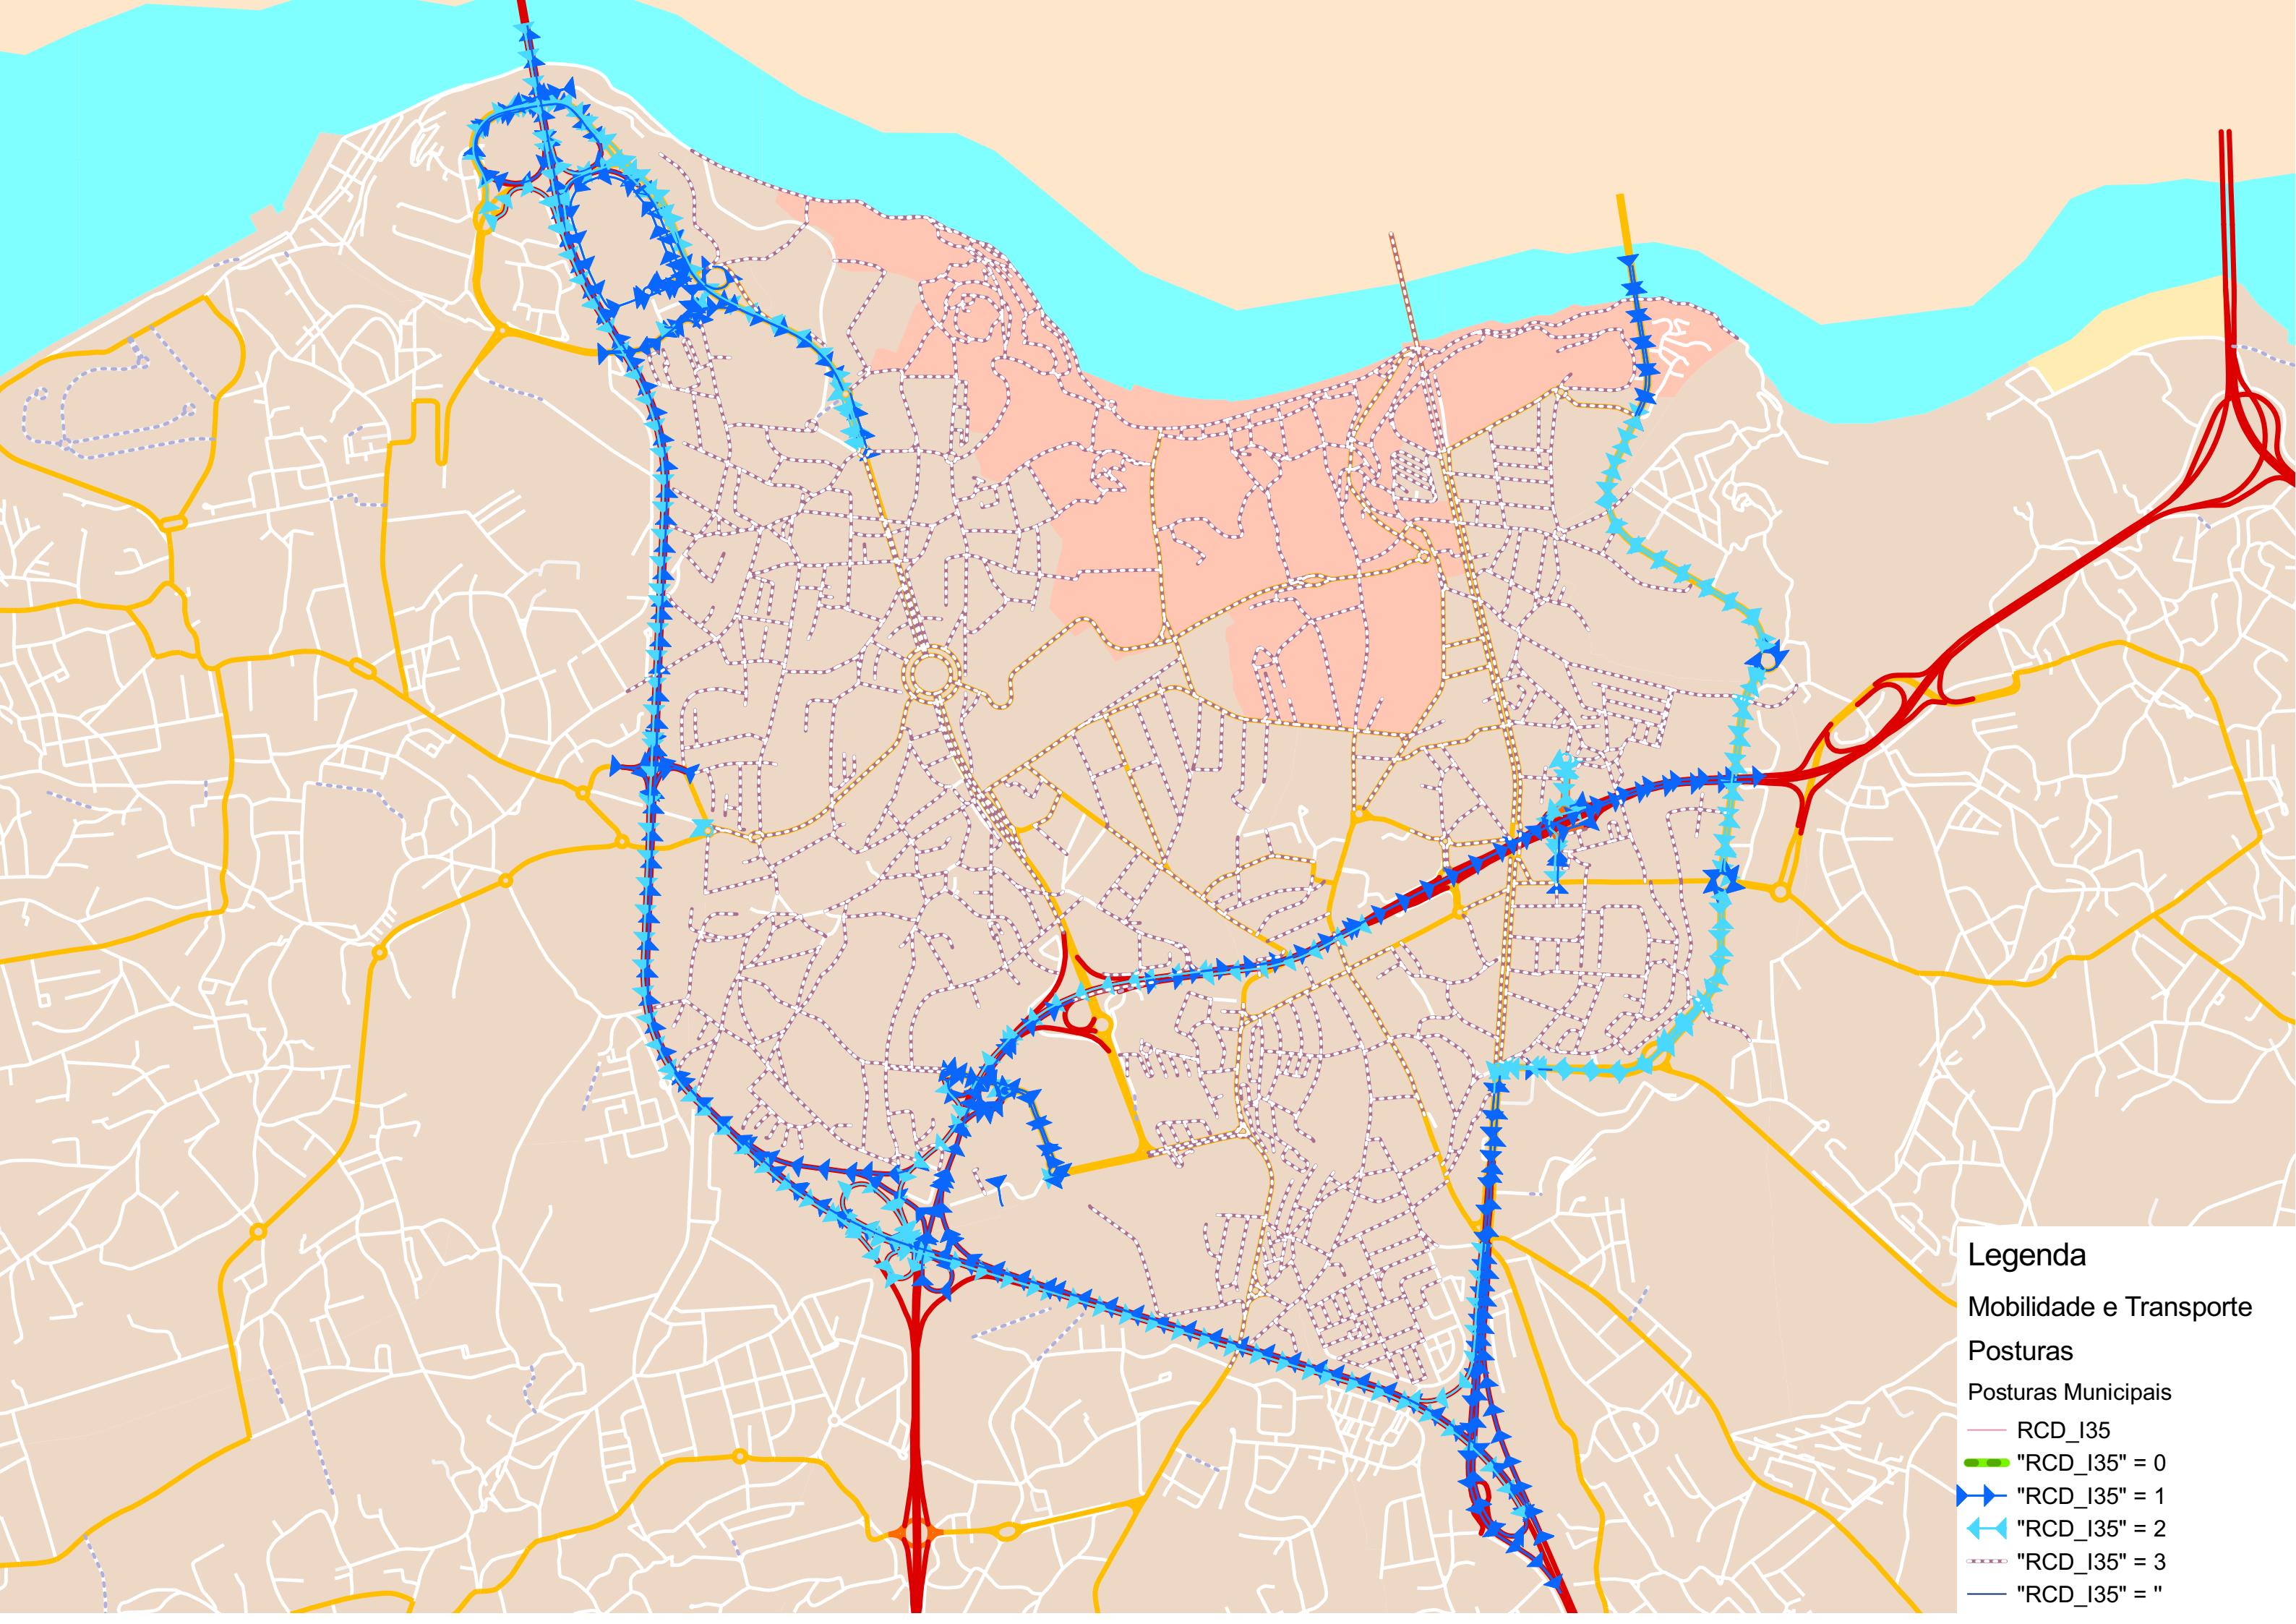 Legenda
Mobilidade e Transporte
Posturas
Posturas Municipais
RCD_I35
"RCD_I35" = 0
"RCD_I35" = 1
"RCD_I35" = 2
"RCD_I35" = 3
"RCD_I35" = ''